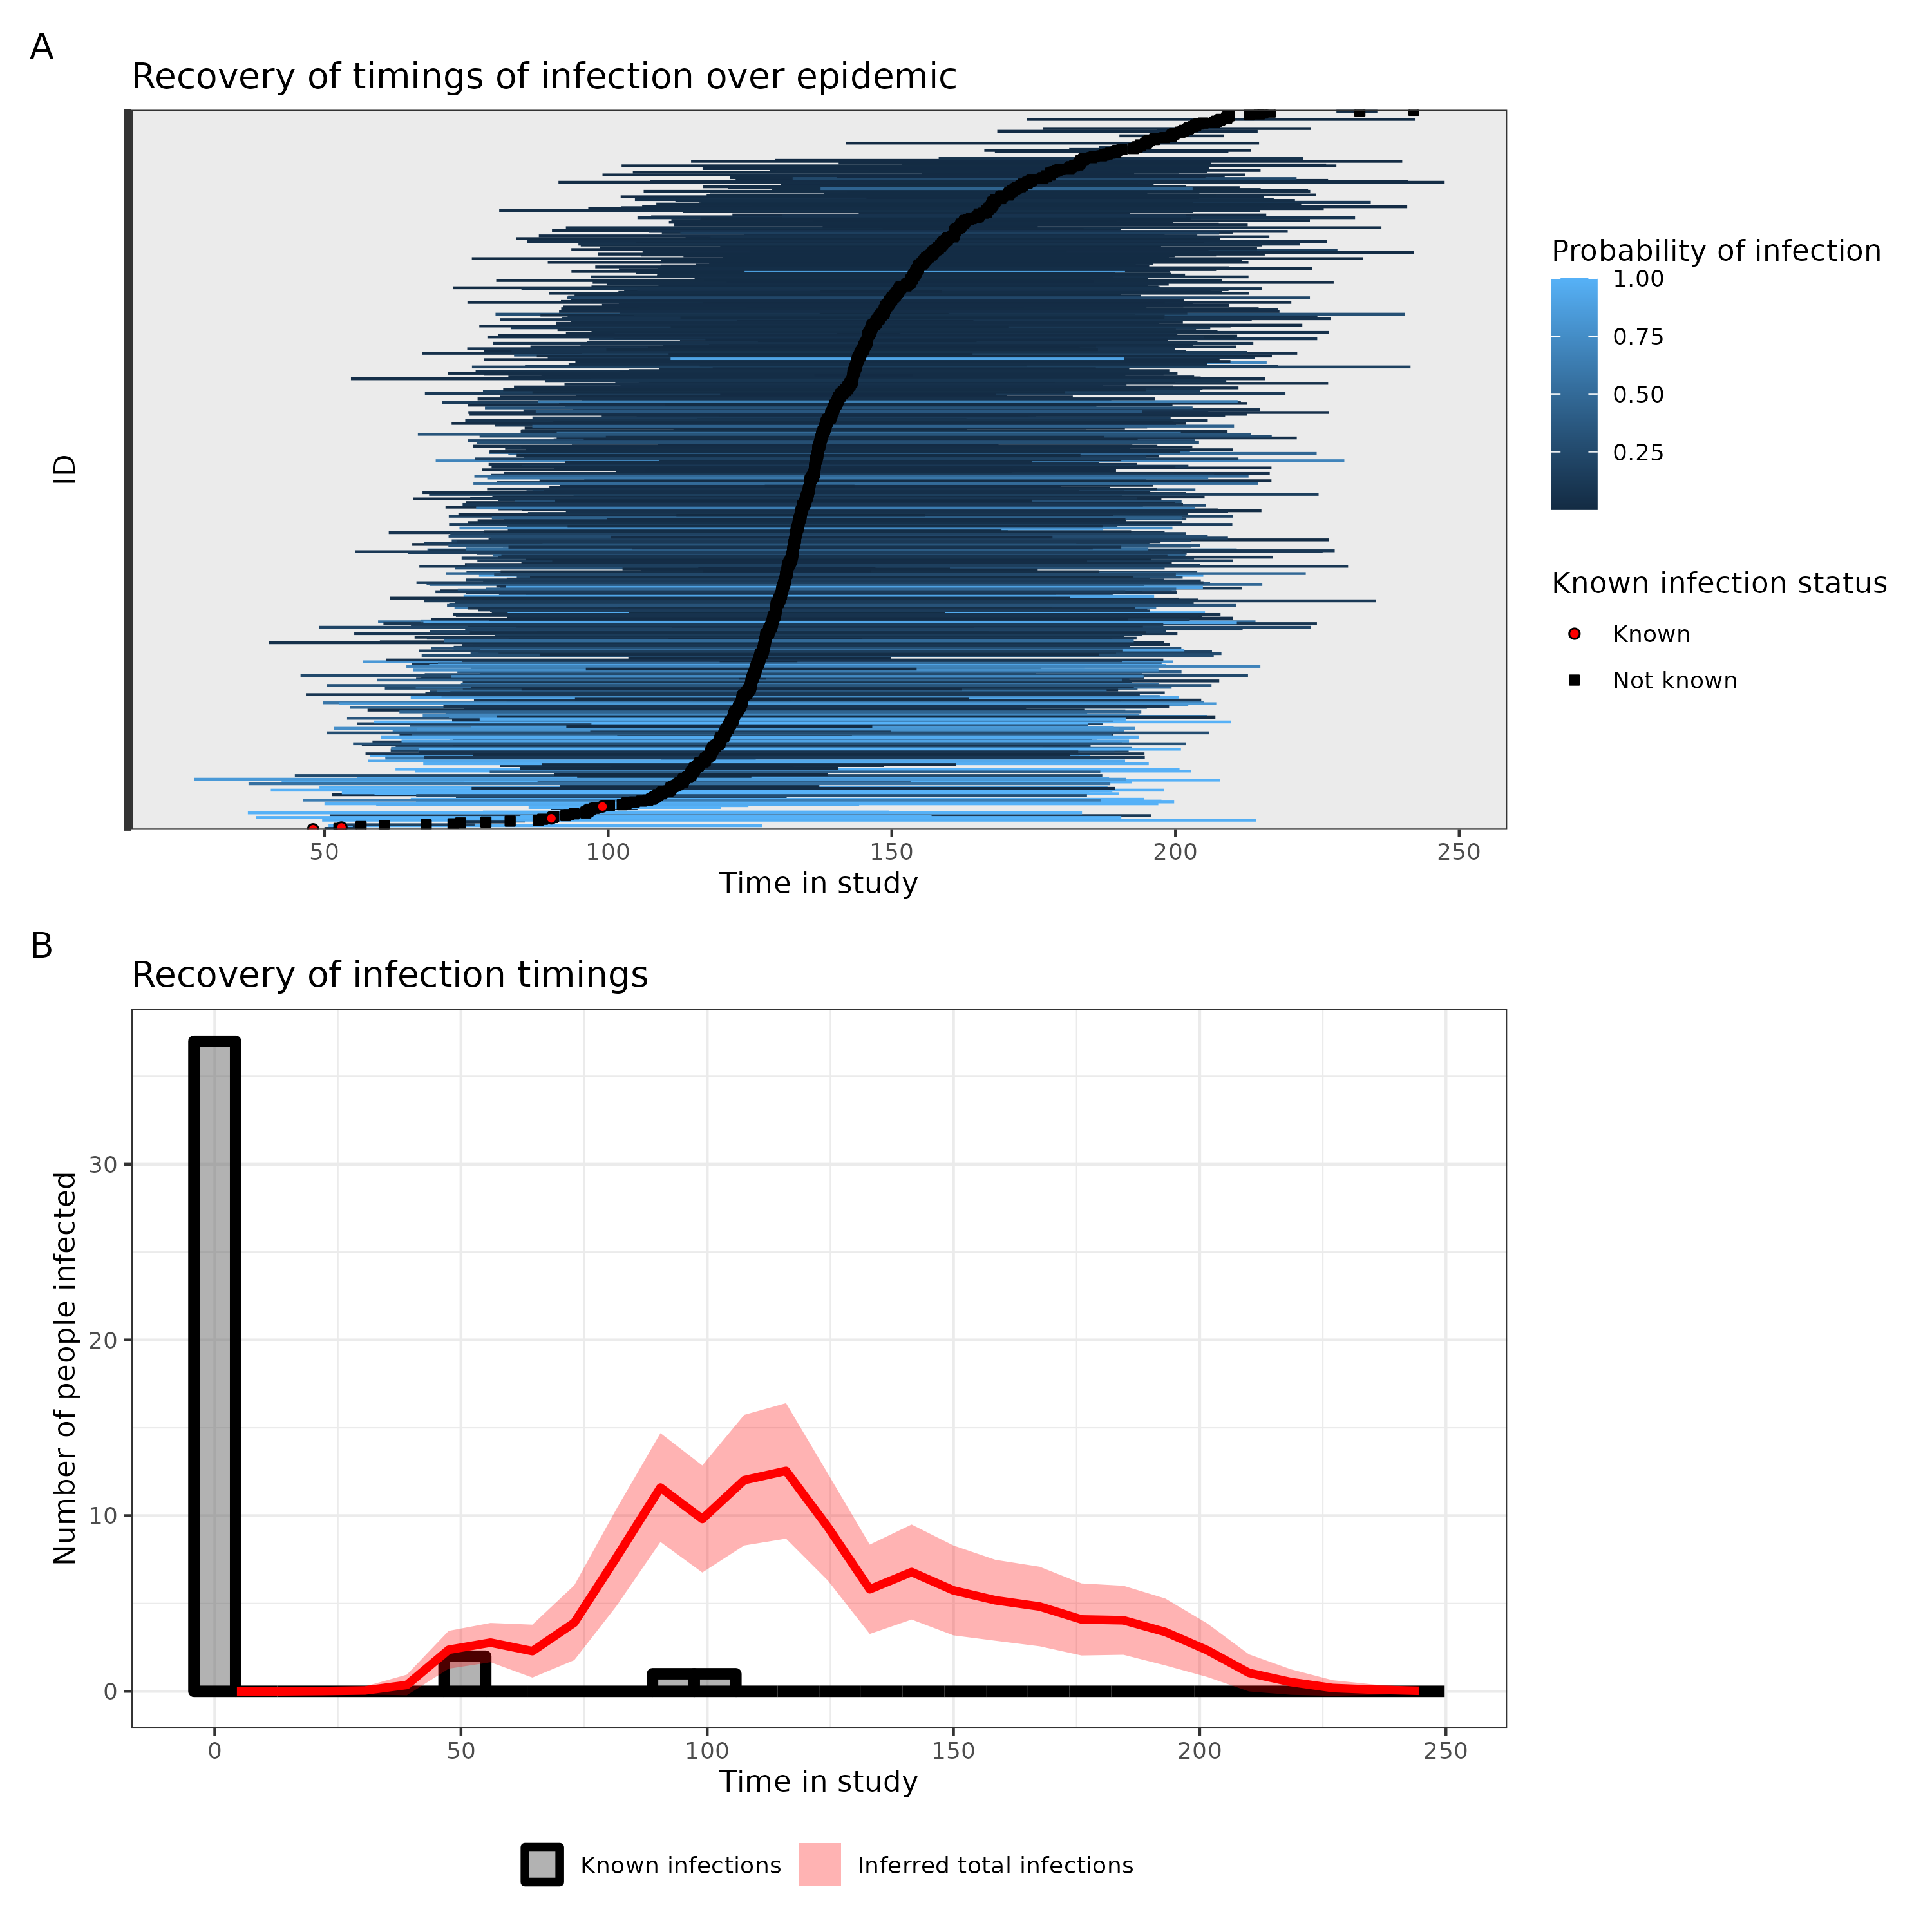 A
Recovery of timings of infection over epidemic
ID
50 100 150 200 250
Time in study
Probability of infection
1.00
0.75
0.50
0.25
Known infection status
Known
Not known
B
Recovery of infection timings
Number of people infected
30
20
10
0
0 50 100 150 200 250
Time in study
Known infections Inferred total infections